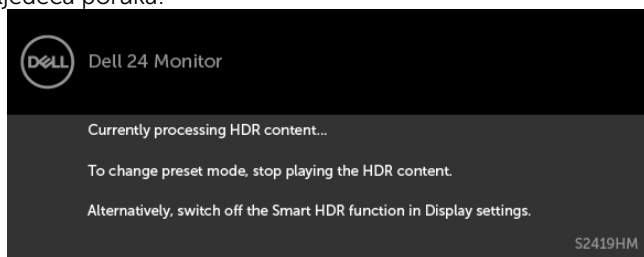 poruka:
DELL
Dell 24 Monitor
Currently processing HDR content...
To change preset mode, stop playing the HDR content.
Alternatively, switch off the Smart HDR function in Display settings.
S2419HM